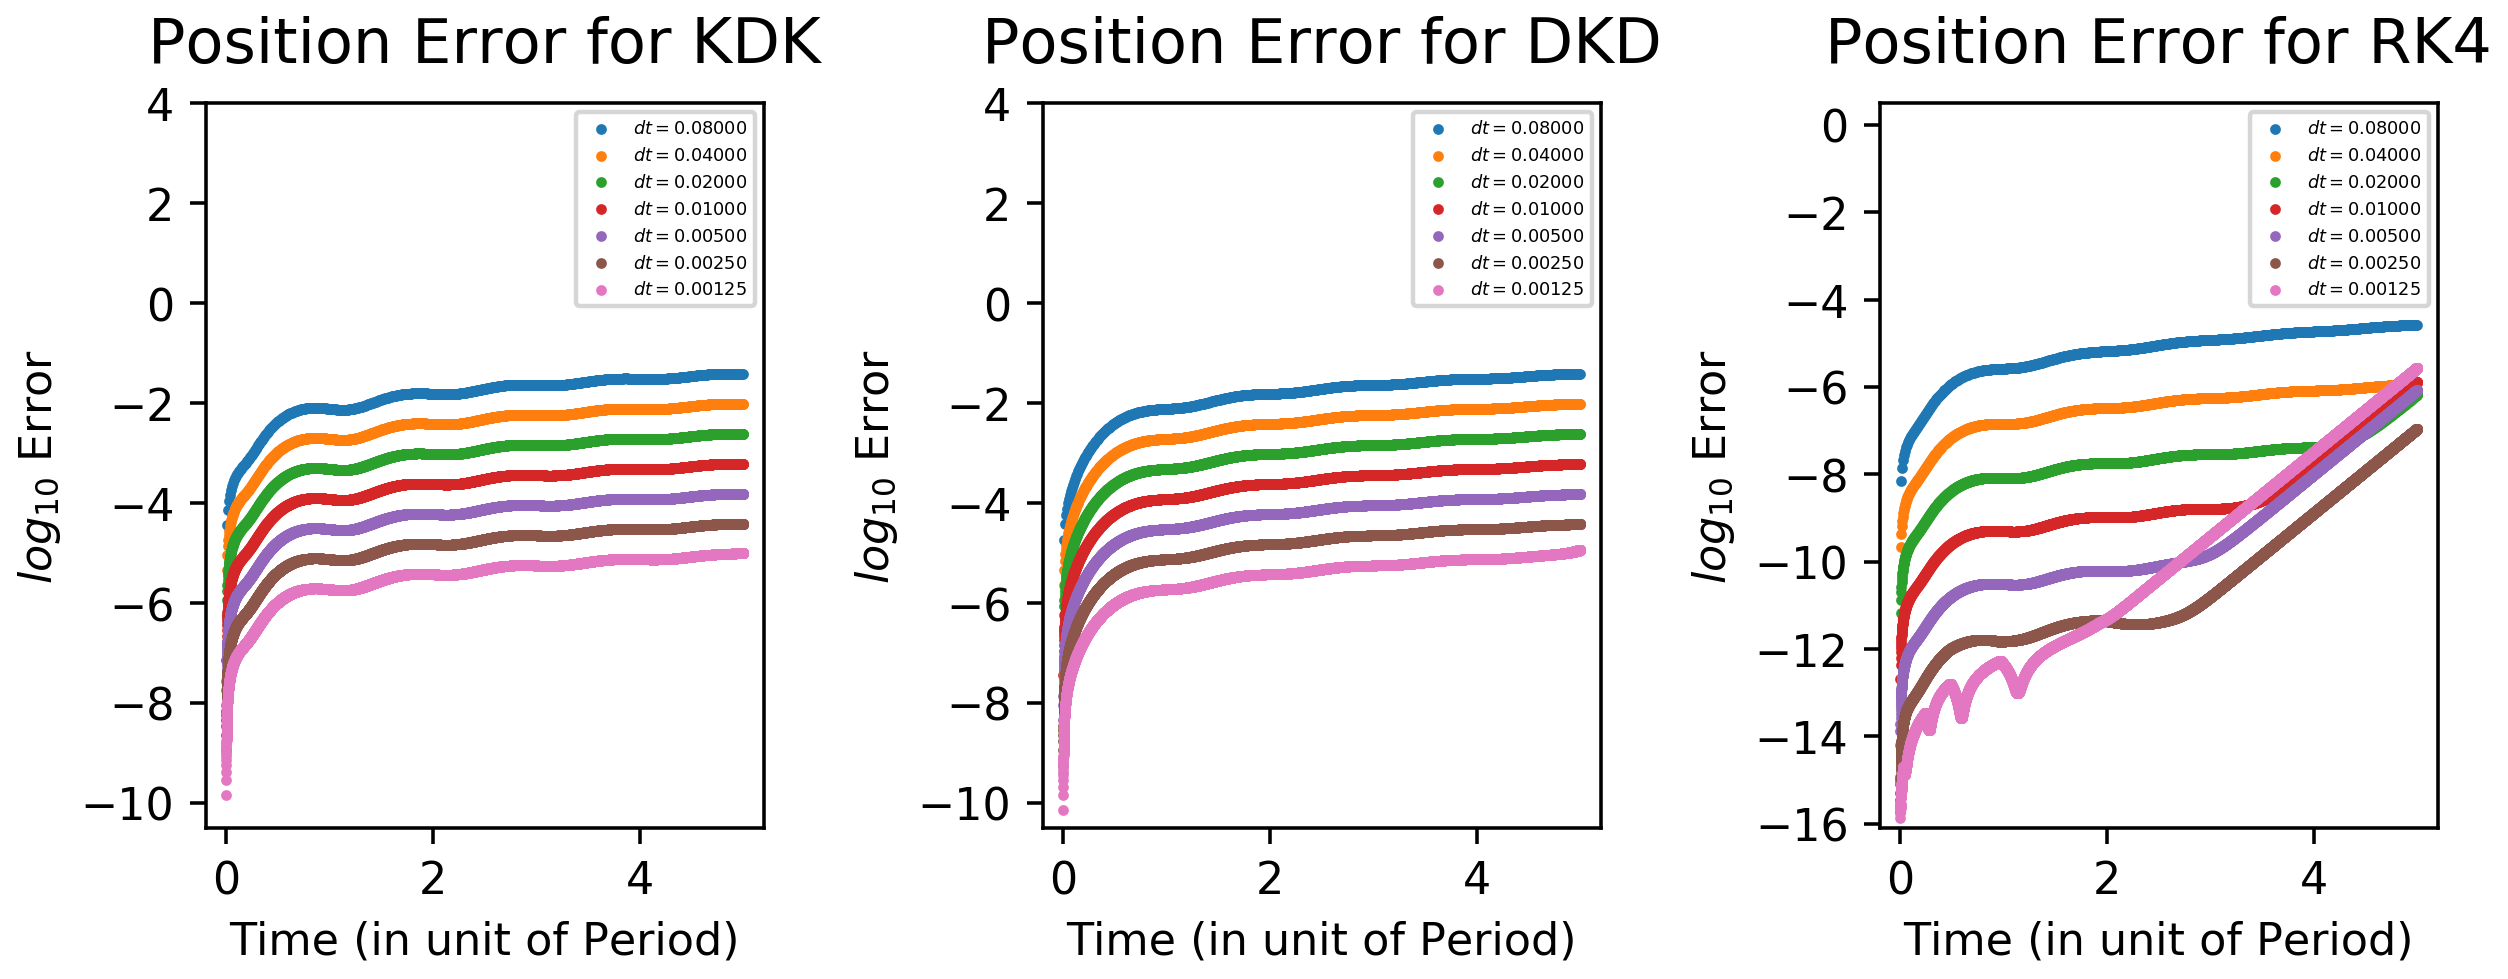 Position Error for KDK
4
2
0
−2
−4
−6
−8
−10
log₁₀ Error
dt = 0.08000
dt = 0.04000
dt = 0.02000
dt = 0.01000
dt = 0.00500
dt = 0.00250
dt = 0.00125
0 2 4
Time (in unit of Period)
Position Error for DKD
4
2
0
−2
−4
−6
−8
−10
log₁₀ Error
dt = 0.08000
dt = 0.04000
dt = 0.02000
dt = 0.01000
dt = 0.00500
dt = 0.00250
dt = 0.00125
0 2 4
Time (in unit of Period)
Position Error for RK4
0
−2
−4
−6
−8
−10
−12
−14
−16
log₁₀ Error
dt = 0.08000
dt = 0.04000
dt = 0.02000
dt = 0.01000
dt = 0.00500
dt = 0.00250
dt = 0.00125
0 2 4
Time (in unit of Period)